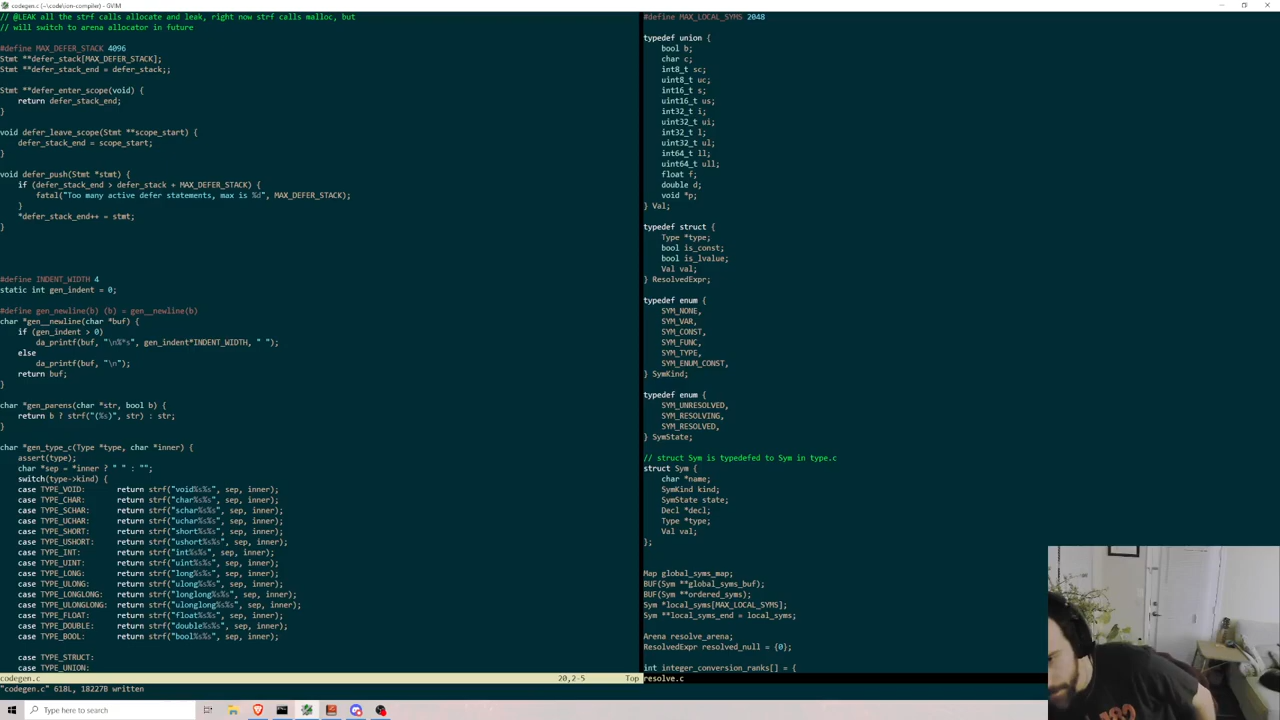 codegen.c (~\code\ion-compiler) - GVIM
// @LEAK all the strf calls allocate and leak, right now strf calls malloc, but
// will switch to arena allocator in future
#define MAX_DEFER_STACK 4096
Stmt **defer_stack[MAX_DEFER_STACK];
Stmt **defer_stack_end = defer_stack;;
Stmt **defer_enter_scope(void) {
    return defer_stack_end;
}
void defer_leave_scope(Stmt **scope_start) {
    defer_stack_end = scope_start;
}
void defer_push(Stmt *stmt) {
    if (defer_stack_end > defer_stack + MAX_DEFER_STACK) {
        fatal("Too many active defer statements, max is %d", MAX_DEFER_STACK);
    }
    *defer_stack_end++ = stmt;
}
#define INDENT_WIDTH 4
static int gen_indent = 0;
#define gen_newline(b) (b) = gen__newline(b)
char *gen__newline(char *buf) {
    if (gen_indent > 0)
        da_printf(buf, "\n%*s", gen_indent*INDENT_WIDTH, " ");
    else
        da_printf(buf, "\n");
    return buf;
}
char *gen_parens(char *str, bool b) {
    return b ? strf("(%s)", str) : str;
}
char *gen_type_c(Type *type, char *inner) {
    assert(type);
    char *sep = *inner ? " " : "";
    switch(type->kind) {
    case TYPE_VOID:      return strf("void%s%s", sep, inner);
    case TYPE_CHAR:      return strf("char%s%s", sep, inner);
    case TYPE_SCHAR:     return strf("schar%s%s", sep, inner);
    case TYPE_UCHAR:     return strf("uchar%s%s", sep, inner);
    case TYPE_SHORT:     return strf("short%s%s", sep, inner);
    case TYPE_USHORT:    return strf("ushort%s%s", sep, inner);
    case TYPE_INT:       return strf("int%s%s", sep, inner);
    case TYPE_UINT:      return strf("uint%s%s", sep, inner);
    case TYPE_LONG:      return strf("long%s%s", sep, inner);
    case TYPE_ULONG:     return strf("ulong%s%s", sep, inner);
    case TYPE_LONGLONG:  return strf("longlong%s%s", sep, inner);
    case TYPE_ULONGLONG: return strf("ulonglong%s%s", sep, inner);
    case TYPE_FLOAT:     return strf("float%s%s", sep, inner);
    case TYPE_DOUBLE:    return strf("double%s%s", sep, inner);
    case TYPE_BOOL:      return strf("bool%s%s", sep, inner);
    case TYPE_STRUCT:
    case TYPE_UNION:
codegen.c 20,2-5 Top
"codegen.c" 618L, 18227B written
#define MAX_LOCAL_SYMS 2048
typedef union {
    bool b;
    char c;
    int8_t sc;
    uint8_t uc;
    int16_t s;
    uint16_t us;
    int32_t i;
    uint32_t ui;
    int32_t l;
    uint32_t ul;
    int64_t ll;
    uint64_t ull;
    float f;
    double d;
    void *p;
} Val;
typedef struct {
    Type *type;
    bool is_const;
    bool is_lvalue;
    Val val;
} ResolvedExpr;
typedef enum {
    SYM_NONE,
    SYM_VAR,
    SYM_CONST,
    SYM_FUNC,
    SYM_TYPE,
    SYM_ENUM_CONST,
} SymKind;
typedef enum {
    SYM_UNRESOLVED,
    SYM_RESOLVING,
    SYM_RESOLVED,
} SymState;
// struct Sym is typedefed to Sym in type.c
struct Sym {
    char *name;
    SymKind kind;
    SymState state;
    Decl *decl;
    Type *type;
    Val val;
};
Map global_syms_map;
BUF(Sym **global_syms_buf);
BUF(Sym **ordered_syms);
Sym *local_syms[MAX_LOCAL_SYMS];
Sym **local_syms_end = local_syms;
Arena resolve_arena;
ResolvedExpr resolved_null = {0};
int integer_conversion_ranks[] = {
resolve.c
Type here to search